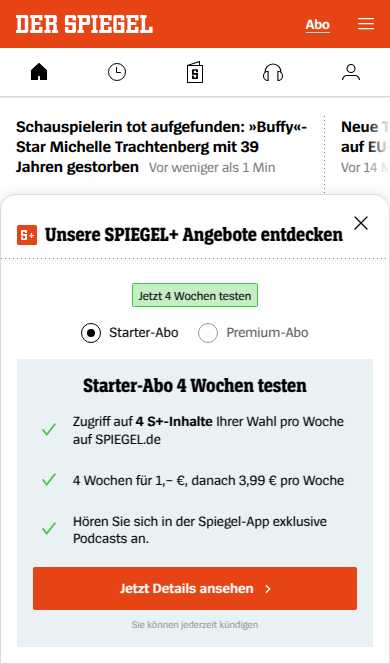 DER SPIEGEL
Abo
S
Schauspielerin tot aufgefunden: »Buffy«-
Star Michelle Trachtenberg mit 39
Jahren gestorben Vor weniger als 1 Min
Neue
auf EU-
Vor 14
S+ Unsere SPIEGEL+ Angebote entdecken
Jetzt 4 Wochen testen
Starter-Abo Premium-Abo
Starter-Abo 4 Wochen testen
Zugriff auf 4 S+-Inhalte Ihrer Wahl pro Woche
auf SPIEGEL.de
4 Wochen für 1,– €, danach 3,99 € pro Woche
Hören Sie sich in der Spiegel-App exklusive
Podcasts an.
Jetzt Details ansehen
Sie können jederzeit kündigen